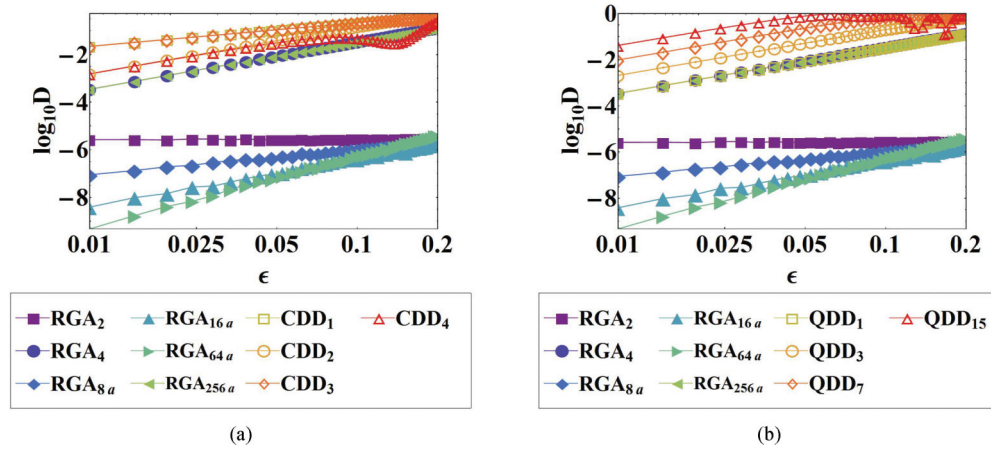 0
−2
−2
−4
−4
−6
−6
−8
−8
log₁₀D
log₁₀D
0.01 0.025 0.05 0.1 0.2
0.01 0.025 0.05 0.1 0.2
ϵ
ϵ
RGA₂ RGA₁₆ₐ CDD₁ CDD₄
RGA₄ RGA₆₄ₐ CDD₂
RGA₈ₐ RGA₂₅₆ₐ CDD₃
RGA₂ RGA₁₆ₐ QDD₁ QDD₁₅
RGA₄ RGA₆₄ₐ QDD₃
RGA₈ₐ RGA₂₅₆ₐ QDD₇
(a)
(b)